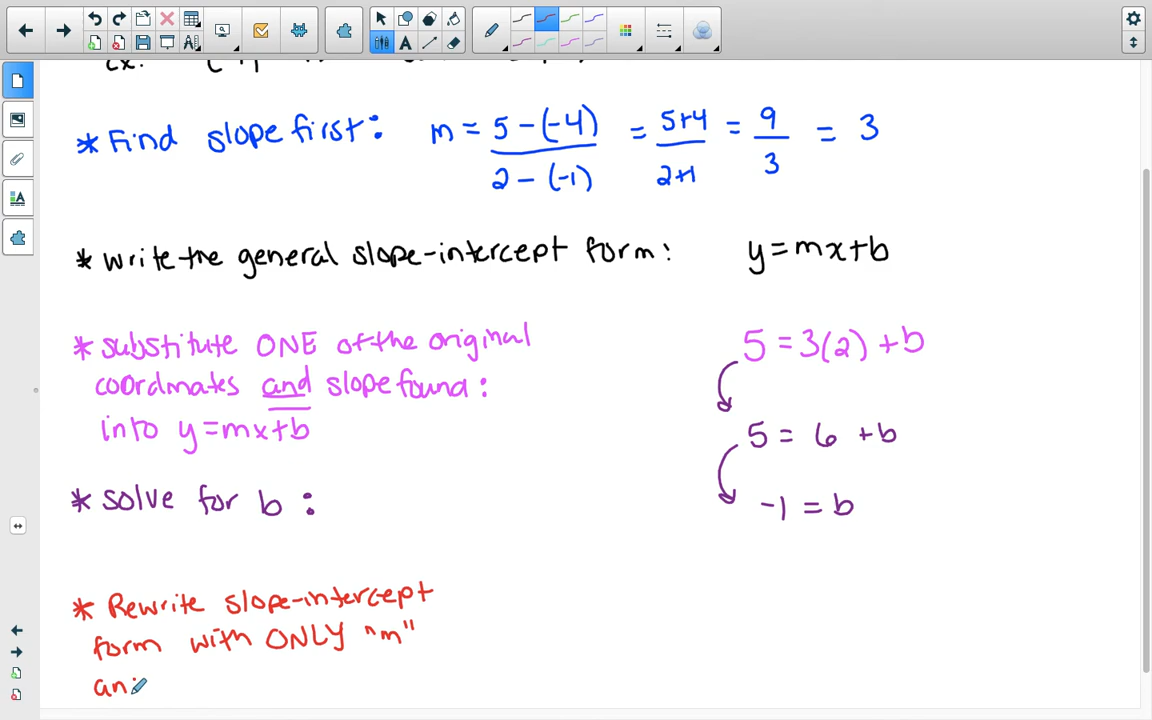 *Find slope first: m = 5 - (-4) / 2 - (-1) = 5+4 / 2+1 = 9 / 3 = 3
*write the general slope-intercept form: y = mx + b
*substitute ONE of the original 5 = 3(2) + b
coordinates and slope found:
into y = mx + b 5 = 6 + b
*solve for b: -1 = b
*Rewrite slope-intercept
form with ONLY "m"
an